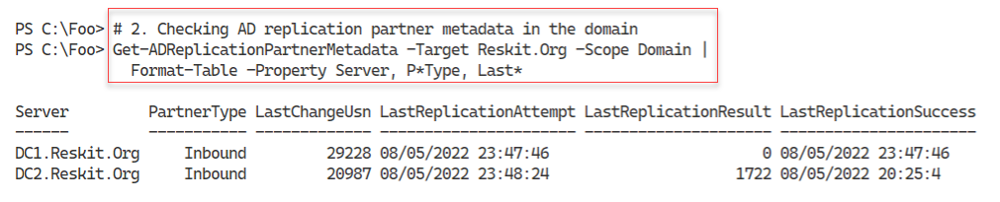 PS C:\Foo> # 2. Checking AD replication partner metadata in the domain
PS C:\Foo> Get-ADReplicationPartnerMetadata -Target Reskit.Org -Scope Domain |
Format-Table -Property Server, P*Type, Last*
Server PartnerType LastChangeUsn LastReplicationAttempt LastReplicationResult LastReplicationSuccess
------ ----------- ------------- ---------------------- --------------------- ----------------------
DC1.Reskit.Org Inbound 29228 08/05/2022 23:47:46 0 08/05/2022 23:47:46
DC2.Reskit.Org Inbound 20987 08/05/2022 23:48:24 1722 08/05/2022 20:25:4